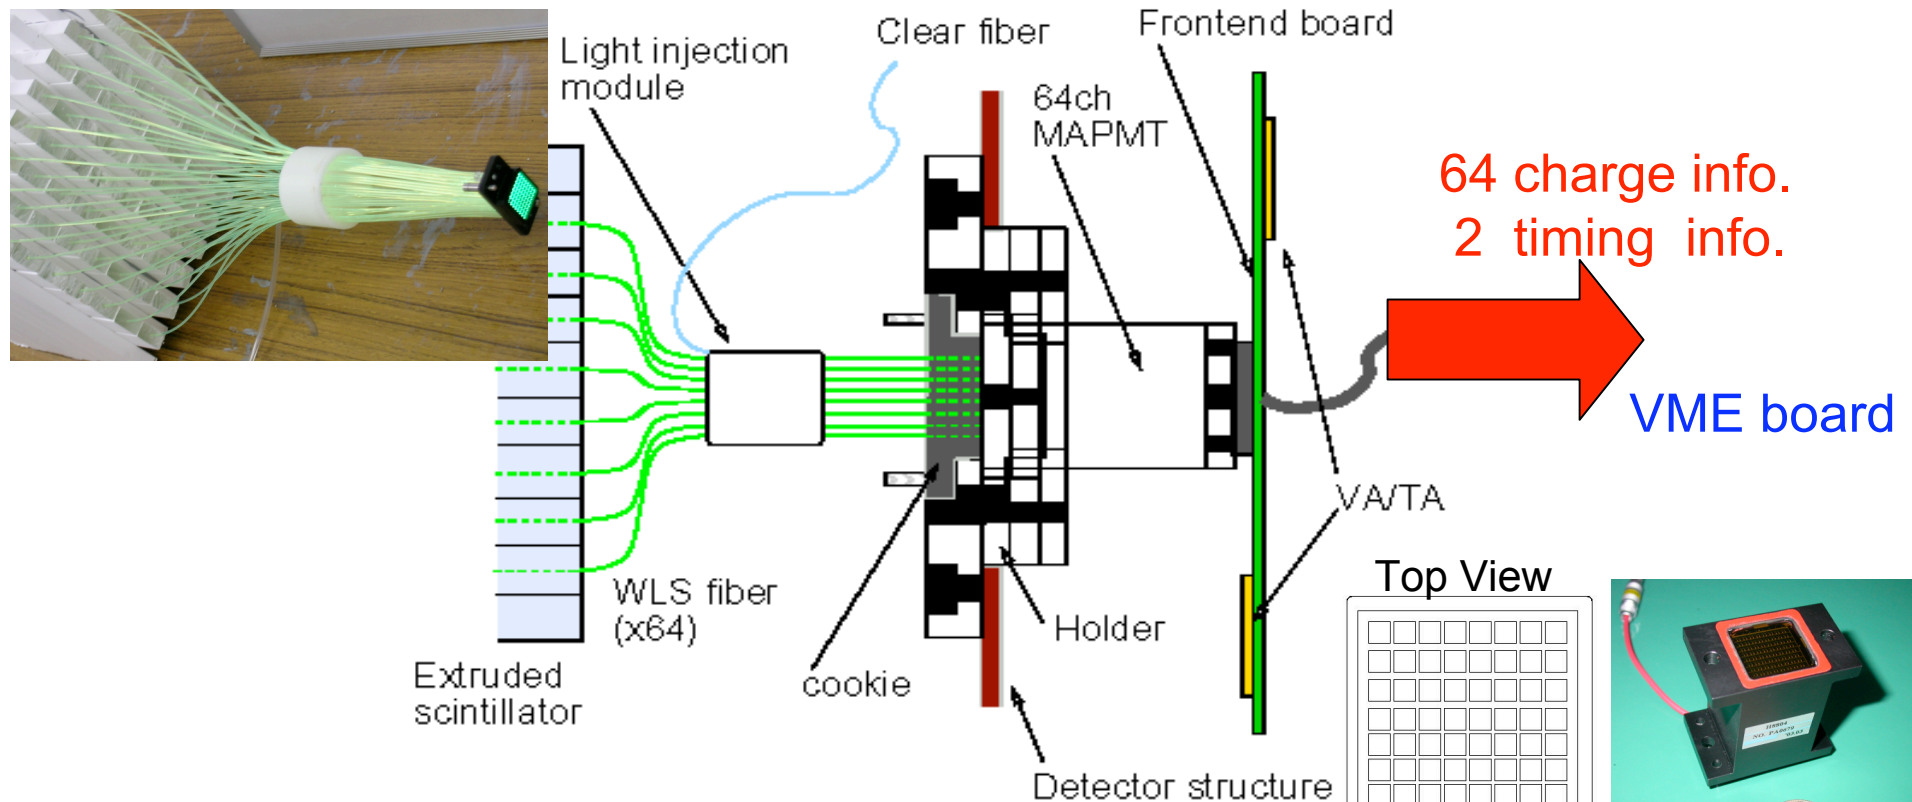 Light injection
module
Clear fiber
Frontend board
64ch
MAPMT
64 charge info.
2 timing info.
VME board
VA/TA
WLS fiber
(x64)
Extruded
scintillator
cookie
Holder
Detector structure
Top View
H8804